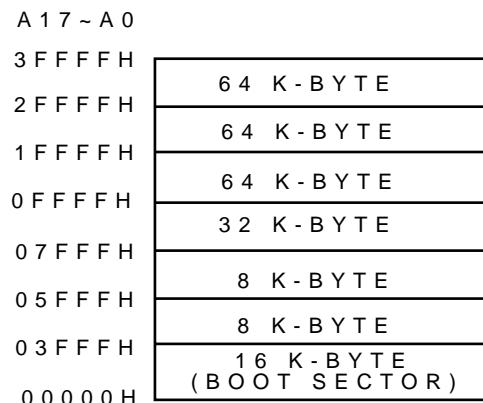 A17~A0
3FFFFH
64 K-BYTE
2FFFFH
64 K-BYTE
1FFFFH
64 K-BYTE
0FFFFH
32 K-BYTE
07FFFH
8 K-BYTE
05FFFH
8 K-BYTE
03FFFH
16 K-BYTE
(BOOT SECTOR)
00000H